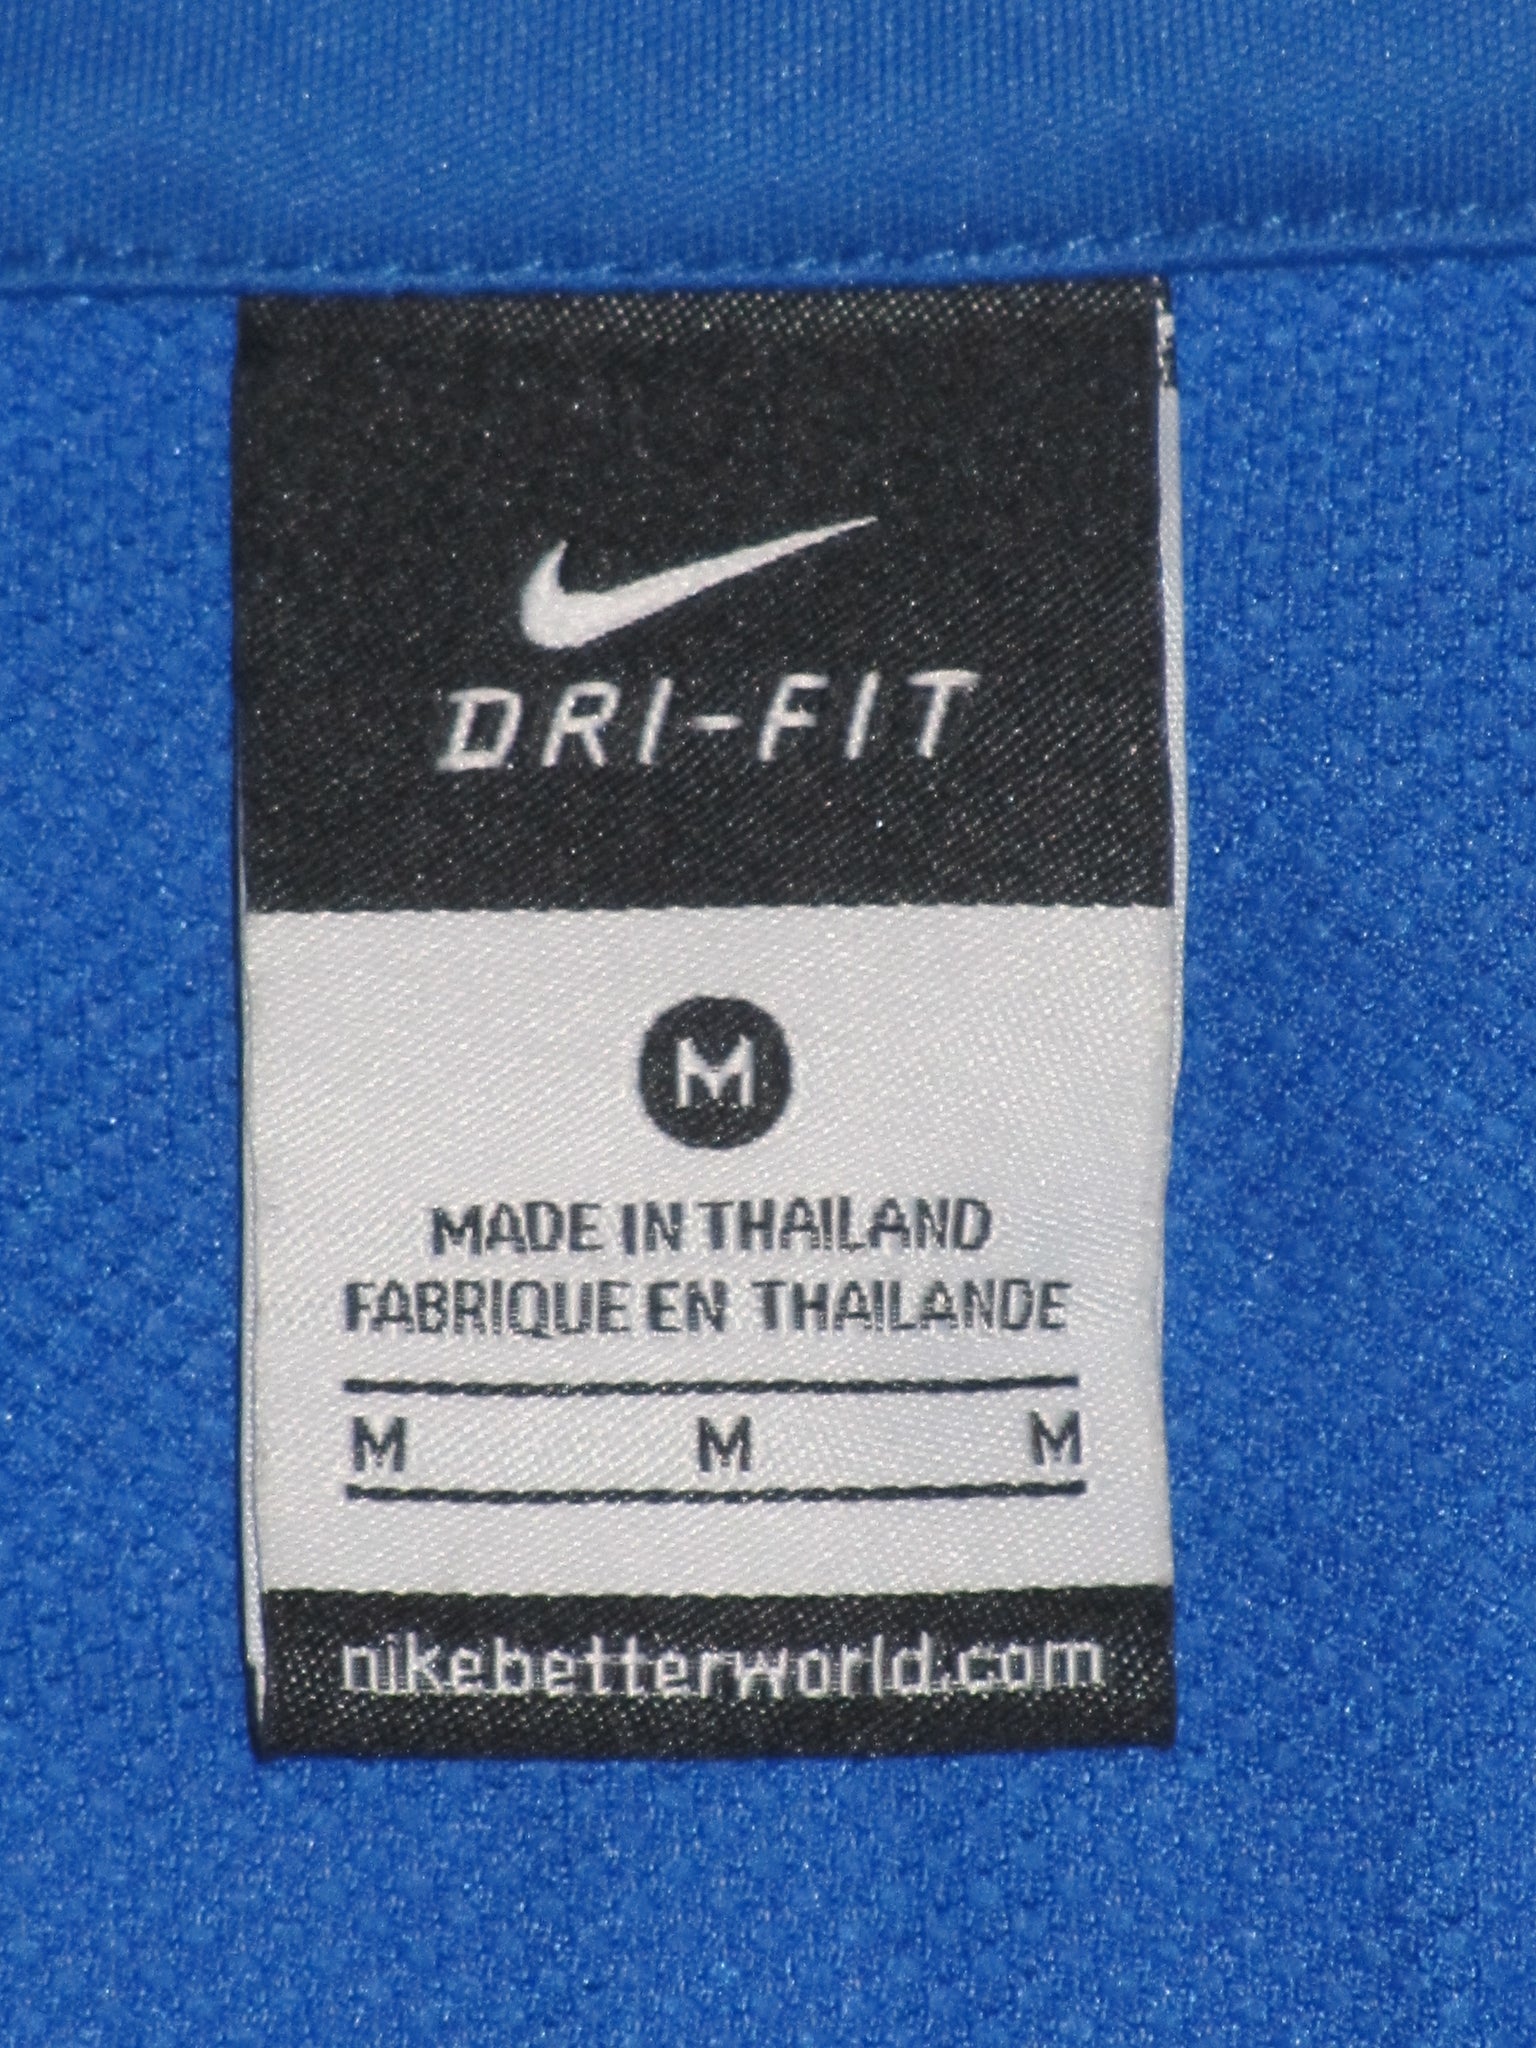 DRI-FIT
M
MADE IN THAILAND
FABRIQUE EN THAILANDE
M M M
nikebetterworld.com